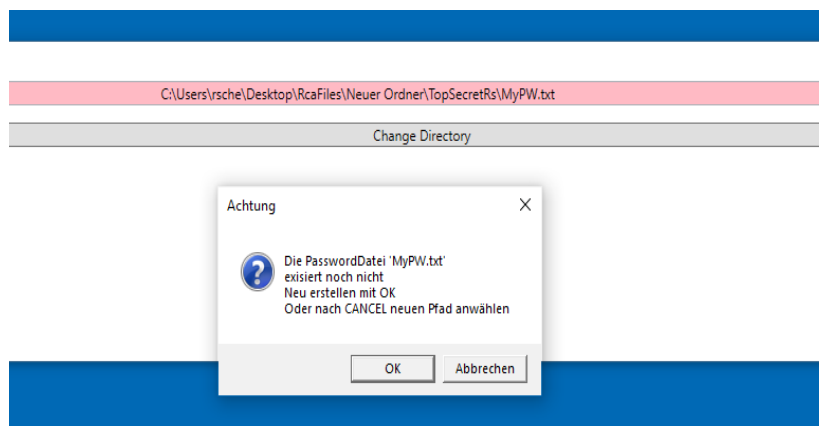 C:\Users\rsche\Desktop\RcaFiles\Neuer Ordner\TopSecretRs\MyPW.txt
Change Directory
Achtung
Die PasswordDatei 'MyPW.txt'
exisiert noch nicht
Neu erstellen mit OK
Oder nach CANCEL neuen Pfad anwählen
OK
Abbrechen